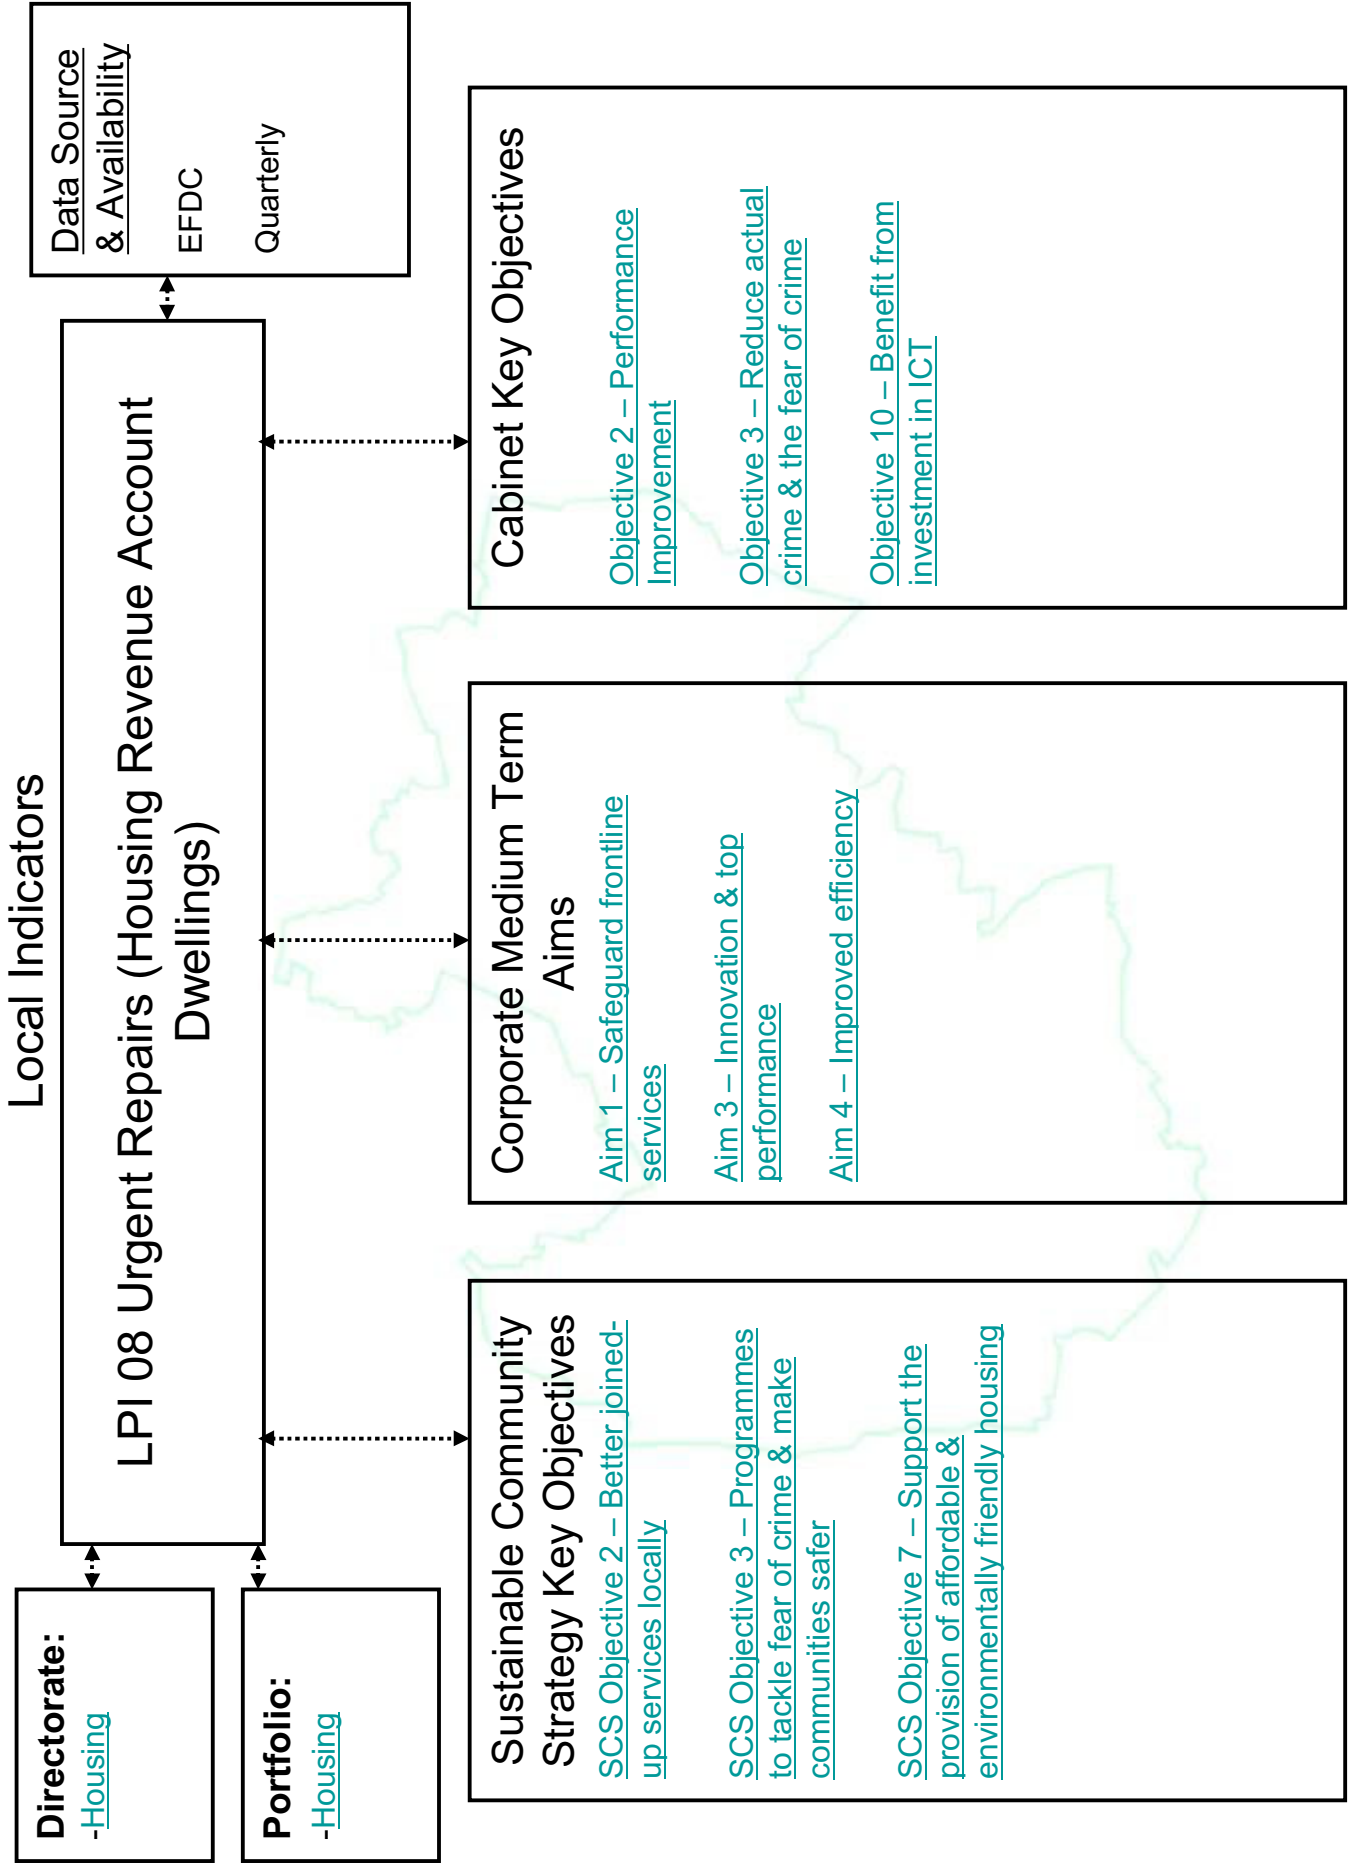 Local Indicators
Directorate:
-Housing
Portfolio:
-Housing
LPI 08 Urgent Repairs (Housing Revenue Account
Dwellings)
Data Source
& Availability
EFDC
Quarterly
Sustainable Community
Strategy Key Objectives
SCS Objective 2 – Better joined-
up services locally
SCS Objective 3 – Programmes
to tackle fear of crime & make
communities safer
SCS Objective 7 – Support the
provision of affordable &
environmentally friendly housing
Corporate Medium Term
Aims
Aim 1 – Safeguard frontline
services
Aim 3 – Innovation & top
performance
Aim 4 – Improved efficiency
Cabinet Key Objectives
Objective 2 – Performance
Improvement
Objective 3 – Reduce actual
crime & the fear of crime
Objective 10 – Benefit from
investment in ICT